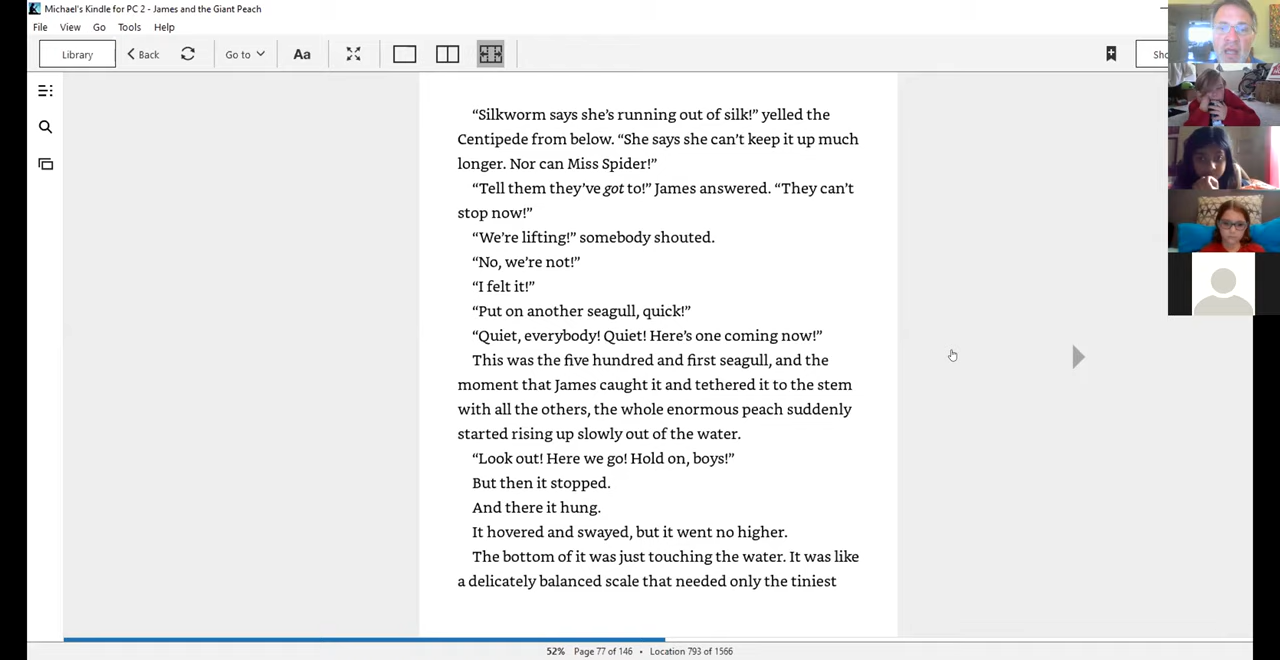 Michael's Kindle for PC 2 - James and the Giant Peach
File View Go Tools Help
Library Back Go to Aa
“Silkworm says she’s running out of silk!” yelled the
Centipede from below. “She says she can’t keep it up much
longer. Nor can Miss Spider!”
“Tell them they’ve got to!” James answered. “They can’t
stop now!”
“We’re lifting!” somebody shouted.
“No, we’re not!”
“I felt it!”
“Put on another seagull, quick!”
“Quiet, everybody! Quiet! Here’s one coming now!”
This was the five hundred and first seagull, and the
moment that James caught it and tethered it to the stem
with all the others, the whole enormous peach suddenly
started rising up slowly out of the water.
“Look out! Here we go! Hold on, boys!”
But then it stopped.
And there it hung.
It hovered and swayed, but it went no higher.
The bottom of it was just touching the water. It was like
a delicately balanced scale that needed only the tiniest
52% Page 77 of 146 • Location 793 of 1566